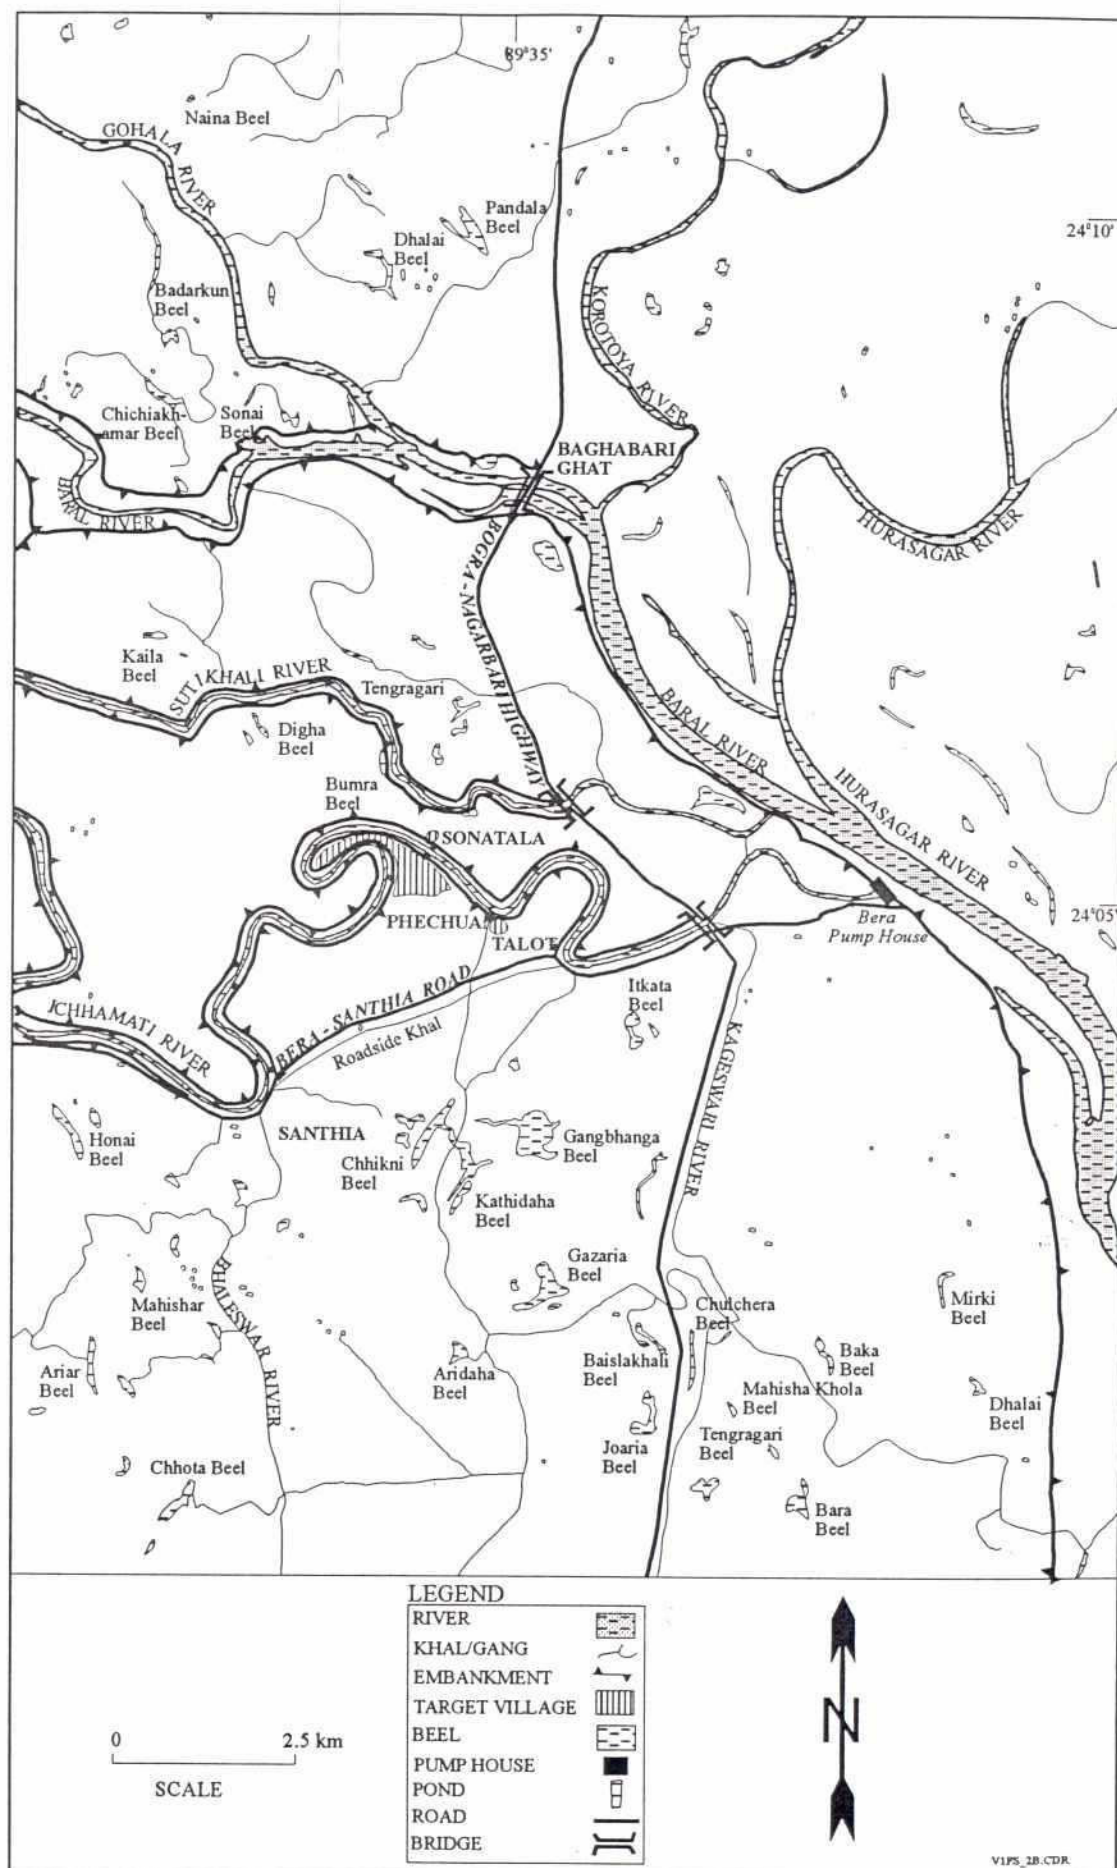 89°35'
Naina Beel
GOHALA RIVER
Pandala
Beel
Dhalai
Beel
24°10'
Badarkun
Beel
KOROTOYA RIVER
Chichiakh-
amar Beel
Sonai
Beel
BAGHABARI
GHAT
BARAL RIVER
HURASAGAR RIVER
BOGRA - NAGARBARI HIGHWAY
Kaila
Beel
SUTIKHALI RIVER
Tengragari
Digha
Beel
BARAL RIVER
Bumra
Beel
HURASAGAR RIVER
SONATALA
PHECHUA
TALOT
24°05'
Bera
Pump House
Itkata
Beel
ICHHAMATI RIVER
BERA - SANTHIA ROAD
Roadside Khal
KAGESWARI RIVER
Honai
Beel
SANTHIA
Chhikni
Beel
Gangbhanga
Beel
Kathidaha
Beel
Gazaria
Beel
BHALESWAR RIVER
Mahishar
Beel
Chulchera
Beel
Mirki
Beel
Ariar
Beel
Aridaha
Beel
Baislakhali
Beel
Baka
Beel
Mahisha Khola
Beel
Dhalai
Beel
Joaria
Beel
Tengragari
Beel
Chhota Beel
Bara
Beel
LEGEND
RIVER
KHAL/GANG
EMBANKMENT
TARGET VILLAGE
BEEL
PUMP HOUSE
POND
ROAD
BRIDGE
0 2.5 km
SCALE
N
V1FS_2B.CDR